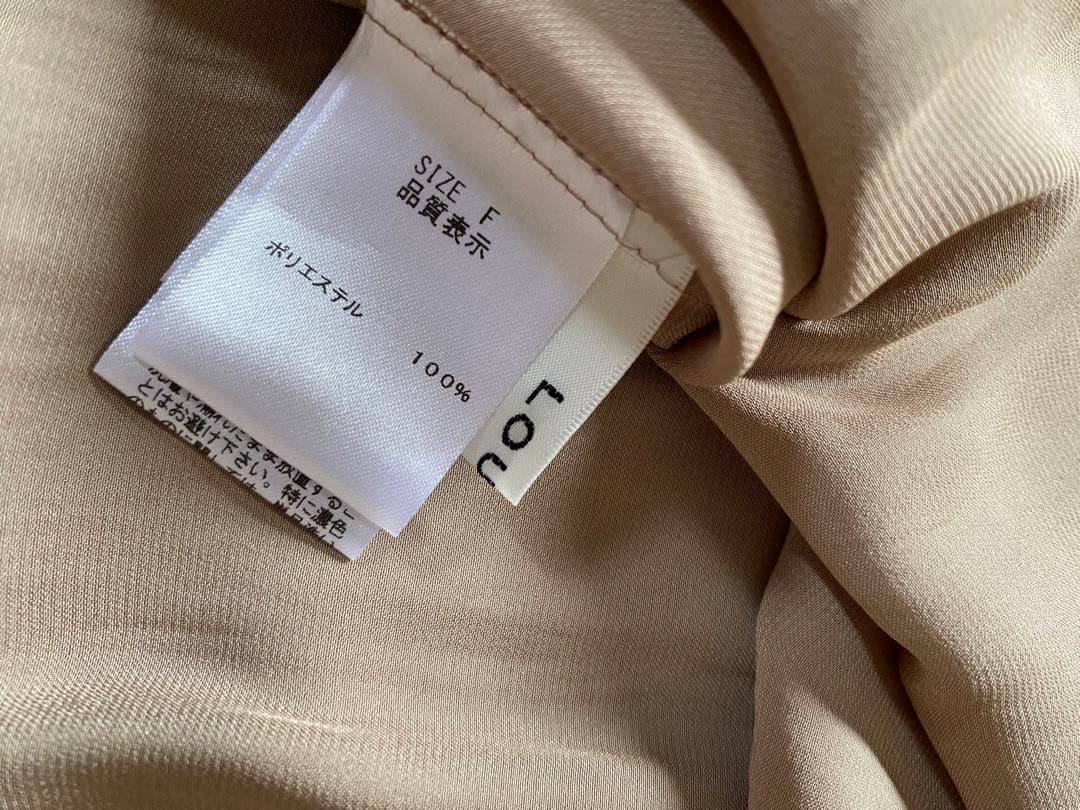 SIZE F
品質表示
ポリエステル
100%
とはお避け下さい。特に濃色
rou